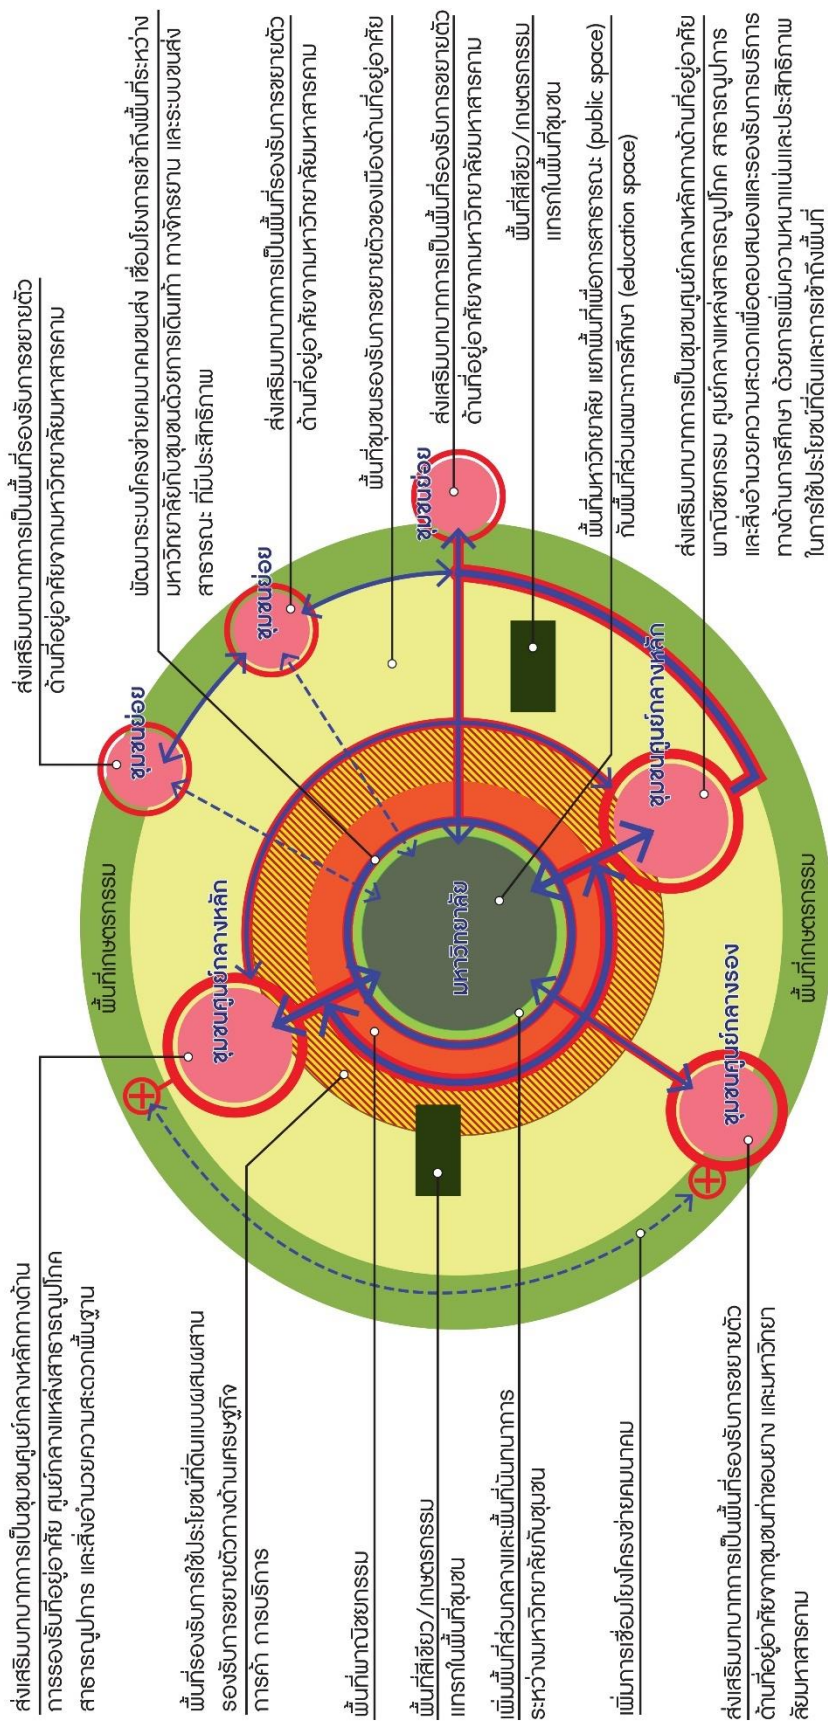 ส่งเสริมบทบาทการเป็นชุมชนศูนย์กลางหลักทางด้าน
การรองรับที่อยู่อาศัย ศูนย์กลางแหล่งสาธารณูปโภค
สาธารณูปการ และสิ่งอำนวยความสะดวกพื้นฐาน
พื้นที่รองรับการใช้ประโยชน์ที่ดินแบบผสมผสาน
รองรับการขยายตัวทางด้านเศรษฐกิจ
การค้า การบริการ
พื้นที่พาณิชยกรรม
พื้นที่สีเขียว/เกษตรกรรม
แทรกในพื้นที่ชุมชน
เพิ่มพื้นที่ส่วนกลางและพื้นที่นันทนาการ
ระหว่างมหาวิทยาลัยกับชุมชน
เพิ่มการเชื่อมโยงโครงข่ายคมนาคม
ส่งเสริมบทบาทการเป็นพื้นที่รองรับการขยายตัว
ด้านที่อยู่อาศัยจากชุมชนท่าขอนยาง และมหาวิทยา
ลัยมหาสารคาม
พื้นที่เกษตรกรรม
ชุมชนศูนย์กลางหลัก
มหาวิทยาลัย
ชุมชนศูนย์กลางรอง
ชุมชนศูนย์กลางหลัก
พื้นที่เกษตรกรรม
ชุมชนย่อย
ชุมชนย่อย
ชุมชนย่อย
ส่งเสริมบทบาทการเป็นพื้นที่รองรับการขยายตัว
ด้านที่อยู่อาศัยจากมหาวิทยาลัยมหาสารคาม
พัฒนาระบบโครงข่ายคมนาคมขนส่ง เชื่อมโยงการเข้าถึงพื้นที่ระหว่าง
มหาวิทยาลัยกับชุมชนด้วยการเดินเท้า ทางจักรยาน และระบบขนส่ง
สาธารณะ ที่มีประสิทธิภาพ
ส่งเสริมบทบาทการเป็นพื้นที่รองรับการขยายตัว
ด้านที่อยู่อาศัยจากมหาวิทยาลัยมหาสารคาม
พื้นที่ชุมชนรองรับการขยายตัวของเมืองด้านที่อยู่อาศัย
ส่งเสริมบทบาทการเป็นพื้นที่รองรับการขยายตัว
ด้านที่อยู่อาศัยจากมหาวิทยาลัยมหาสารคาม
พื้นที่สีเขียว/เกษตรกรรม
แทรกในพื้นที่ชุมชน
พื้นที่มหาวิทยาลัย แยกพื้นที่เพื่อการสาธารณะ (public space)
กับพื้นที่ส่วนเฉพาะการศึกษา (education space)
ส่งเสริมบทบาทการเป็นชุมชนศูนย์กลางหลักทางด้านที่อยู่อาศัย
พาณิชยกรรม ศูนย์กลางแหล่งสาธารณูปโภค สาธารณูปการ
และสิ่งอำนวยความสะดวกเพื่อตอบสนองและรองรับการบริการ
ทางด้านการศึกษา ด้วยการเพิ่มความหนาแน่นและประสิทธิภาพ
ในการใช้ประโยชน์ที่ดินและการเข้าถึงพื้นที่